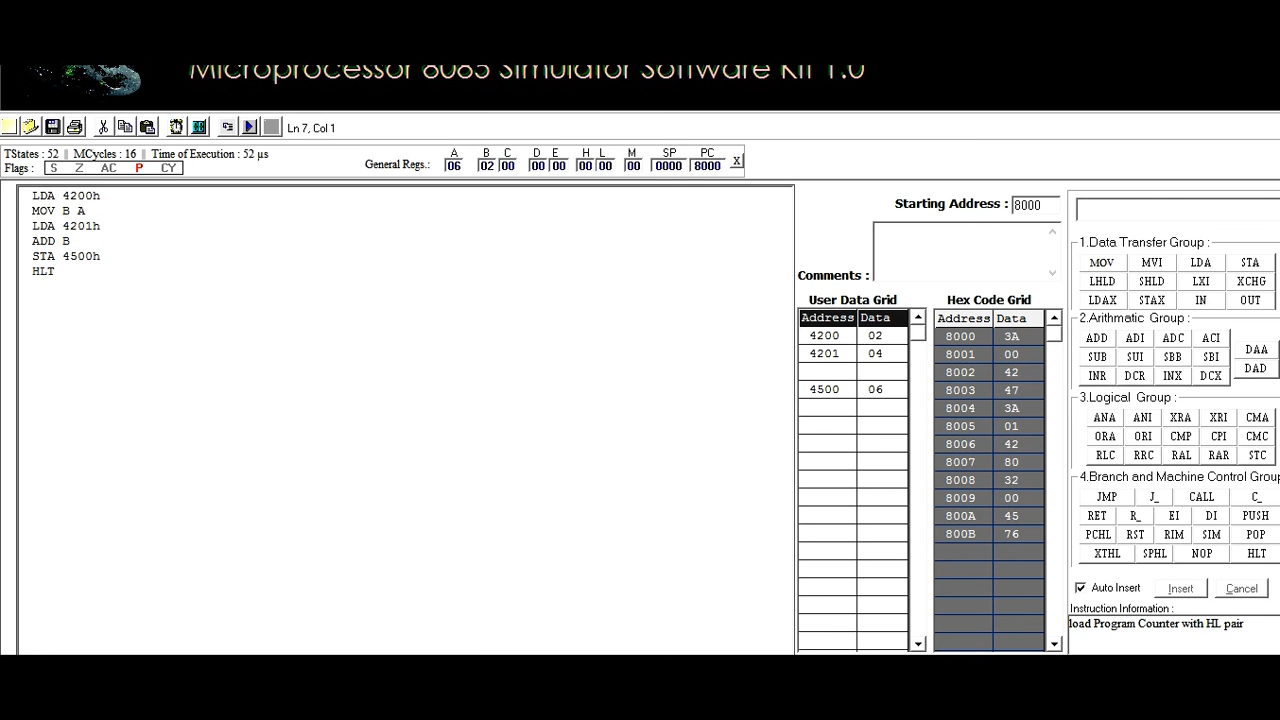 Microprocessor 8085 Simulator Software Kit 1.0
Ln 7, Col 1
TStates : 52 || MCycles : 16 || Time of Execution : 52 µs
Flags : S Z AC P CY
General Regs.: A B C D E H L M SP PC
06 02 00 00 00 00 00 00 0000 8000 X
LDA 4200h
MOV B A
LDA 4201h
ADD B
STA 4500h
HLT
Starting Address : 8000
Comments :
User Data Grid
Address Data
4200 02
4201 04
4500 06
Hex Code Grid
Address Data
8000 3A
8001 00
8002 42
8003 47
8004 3A
8005 01
8006 42
8007 80
8008 32
8009 00
800A 45
800B 76
1.Data Transfer Group :
MOV MVI LDA STA
LHLD SHLD LXI XCHG
LDAX STAX IN OUT
2.Arithmatic Group :
ADD ADI ADC ACI
SUB SUI SBB SBI
INR DCR INX DCX
DAA
DAD
3.Logical Group :
ANA ANI XRA XRI CMA
ORA ORI CMP CPI CMC
RLC RRC RAL RAR STC
4.Branch and Machine Control Group
JMP J_ CALL C_
RET R_ EI DI PUSH
PCHL RST RIM SIM POP
XTHL SPHL NOP HLT
Auto Insert Insert Cancel
Instruction Information :
load Program Counter with HL pair